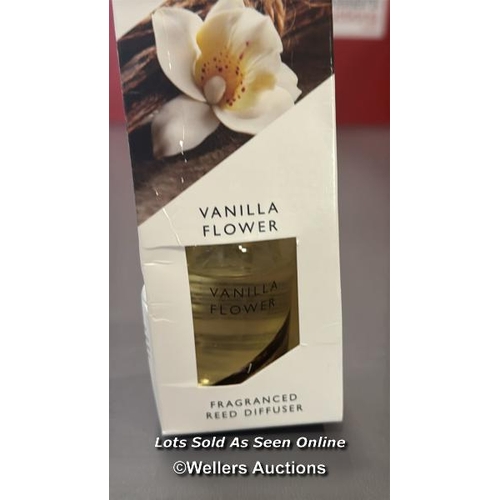 VANILLA
FLOWER
VANILLA
FLOWER
FRAGRANCED
REED DIFFUSER
Lots Sold As Seen Online
©Wellers Auctions